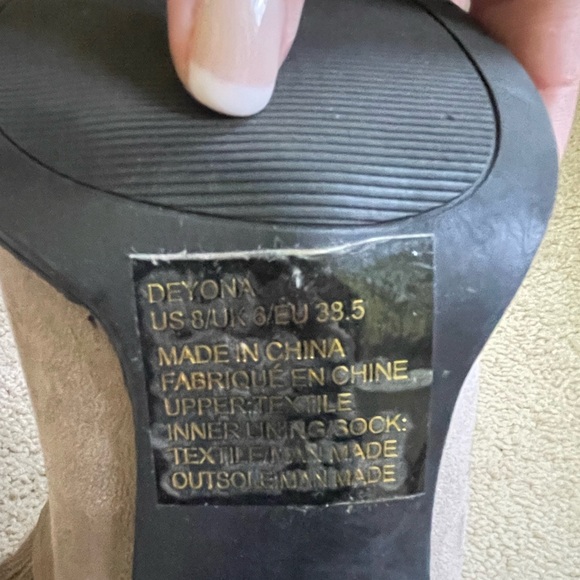 DEYONA
US 8/UK 6/EU 38.5
MADE IN CHINA
FABRIQUÉ EN CHINE
UPPER:TEXTILE
INNER LINING/SOCK:
TEXTILE/MAN MADE
OUTSOLE:MAN MADE